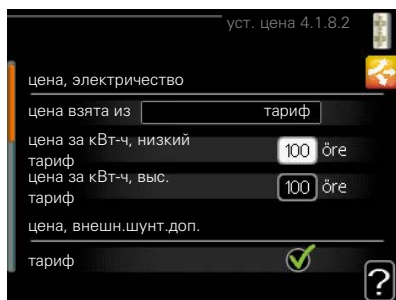 уст. цена 4.1.8.2
цена, электричество
цена взята из тариф
цена за кВт-ч, низкий
тариф 100 öre
цена за кВт-ч, выс.
тариф 100 öre
цена, внешн.шунт.доп.
тариф
?